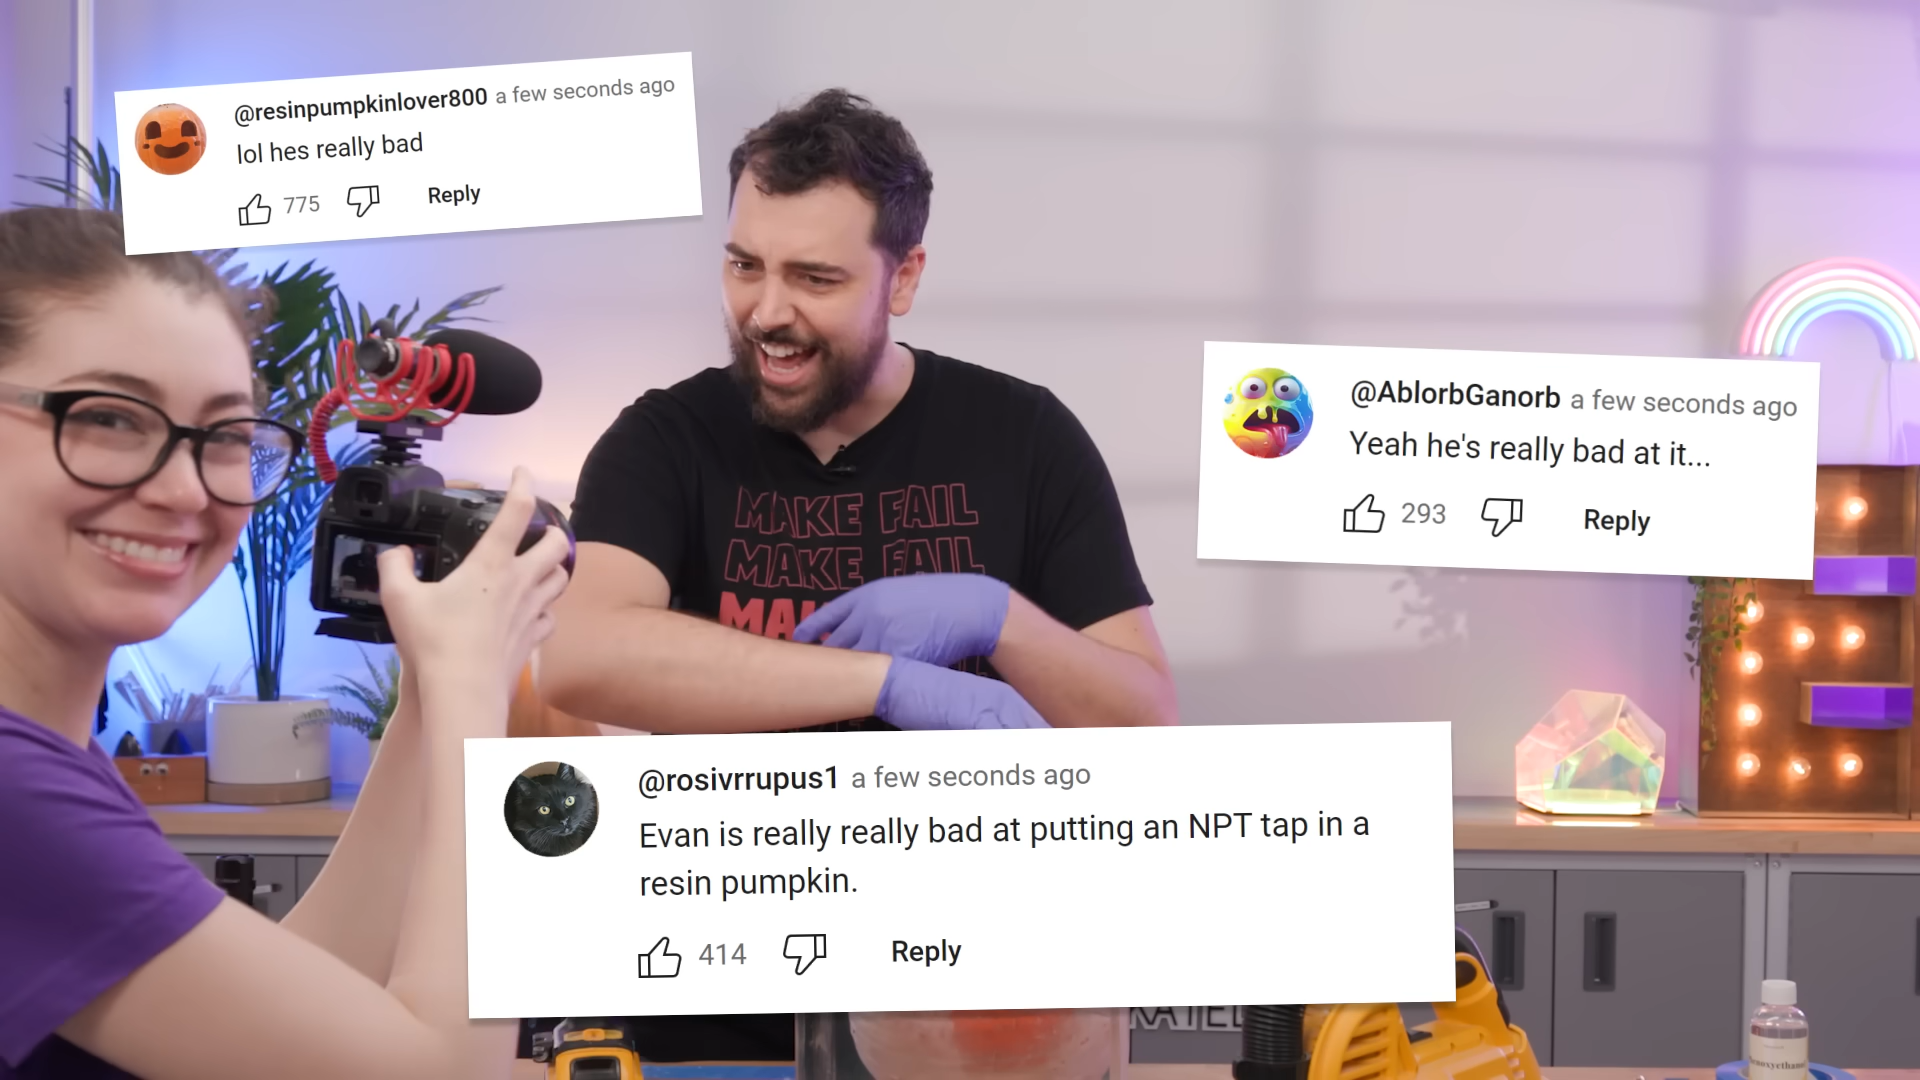 @resinpumpkinlover800 a few seconds ago
lol hes really bad
775 Reply
@AblorbGanorb a few seconds ago
Yeah he's really bad at it...
293 Reply
MAKE FAIL
MAKE FAIL
@rosivrrupus1 a few seconds ago
Evan is really really bad at putting an NPT tap in a
resin pumpkin.
414 Reply